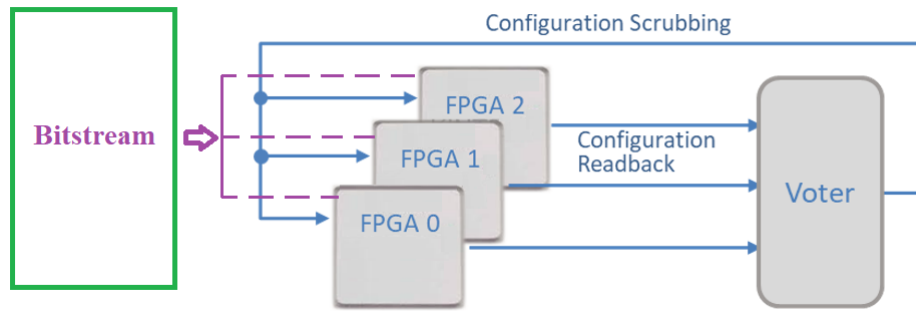 Configuration Scrubbing
Bitstream
FPGA 2
FPGA 1
FPGA 0
Configuration
Readback
Voter